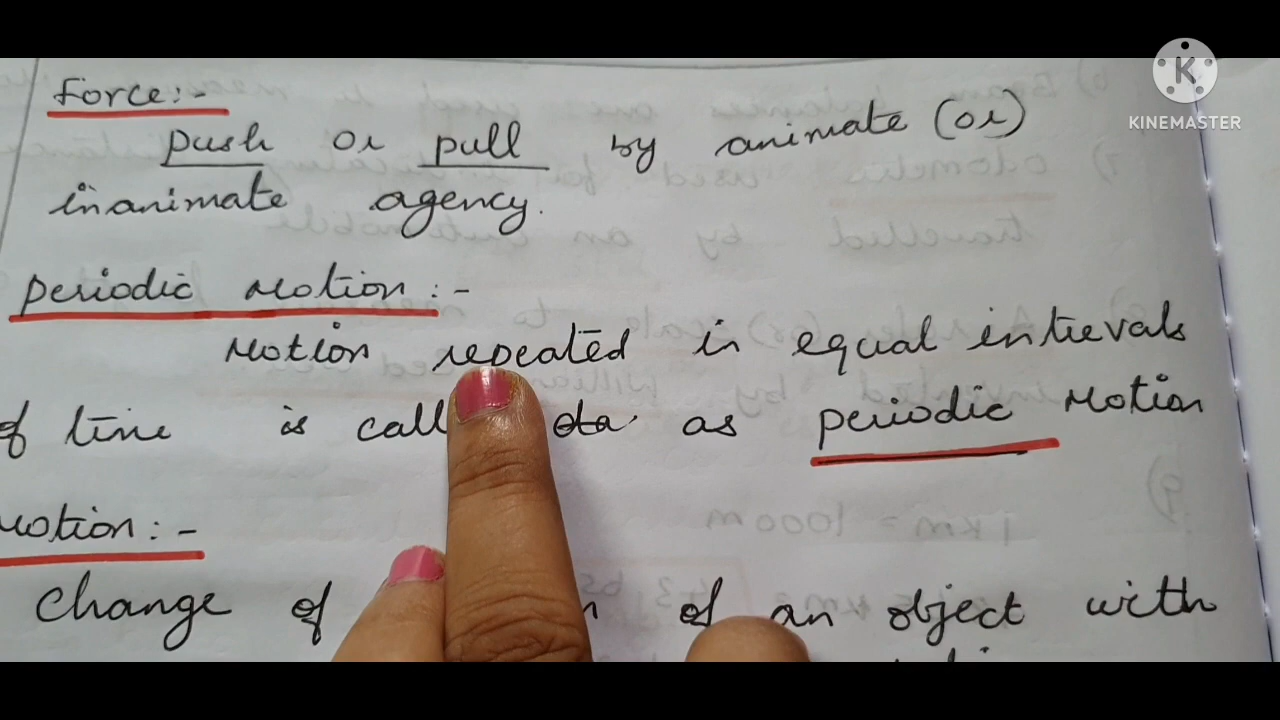 Force:-
push or pull by animate (or)
inanimate agency.
periodic Motion:-
Motion repeated in equal intrevals
of time is call as periodic Motion
Motion:-
change of of an object with
KINEMASTER